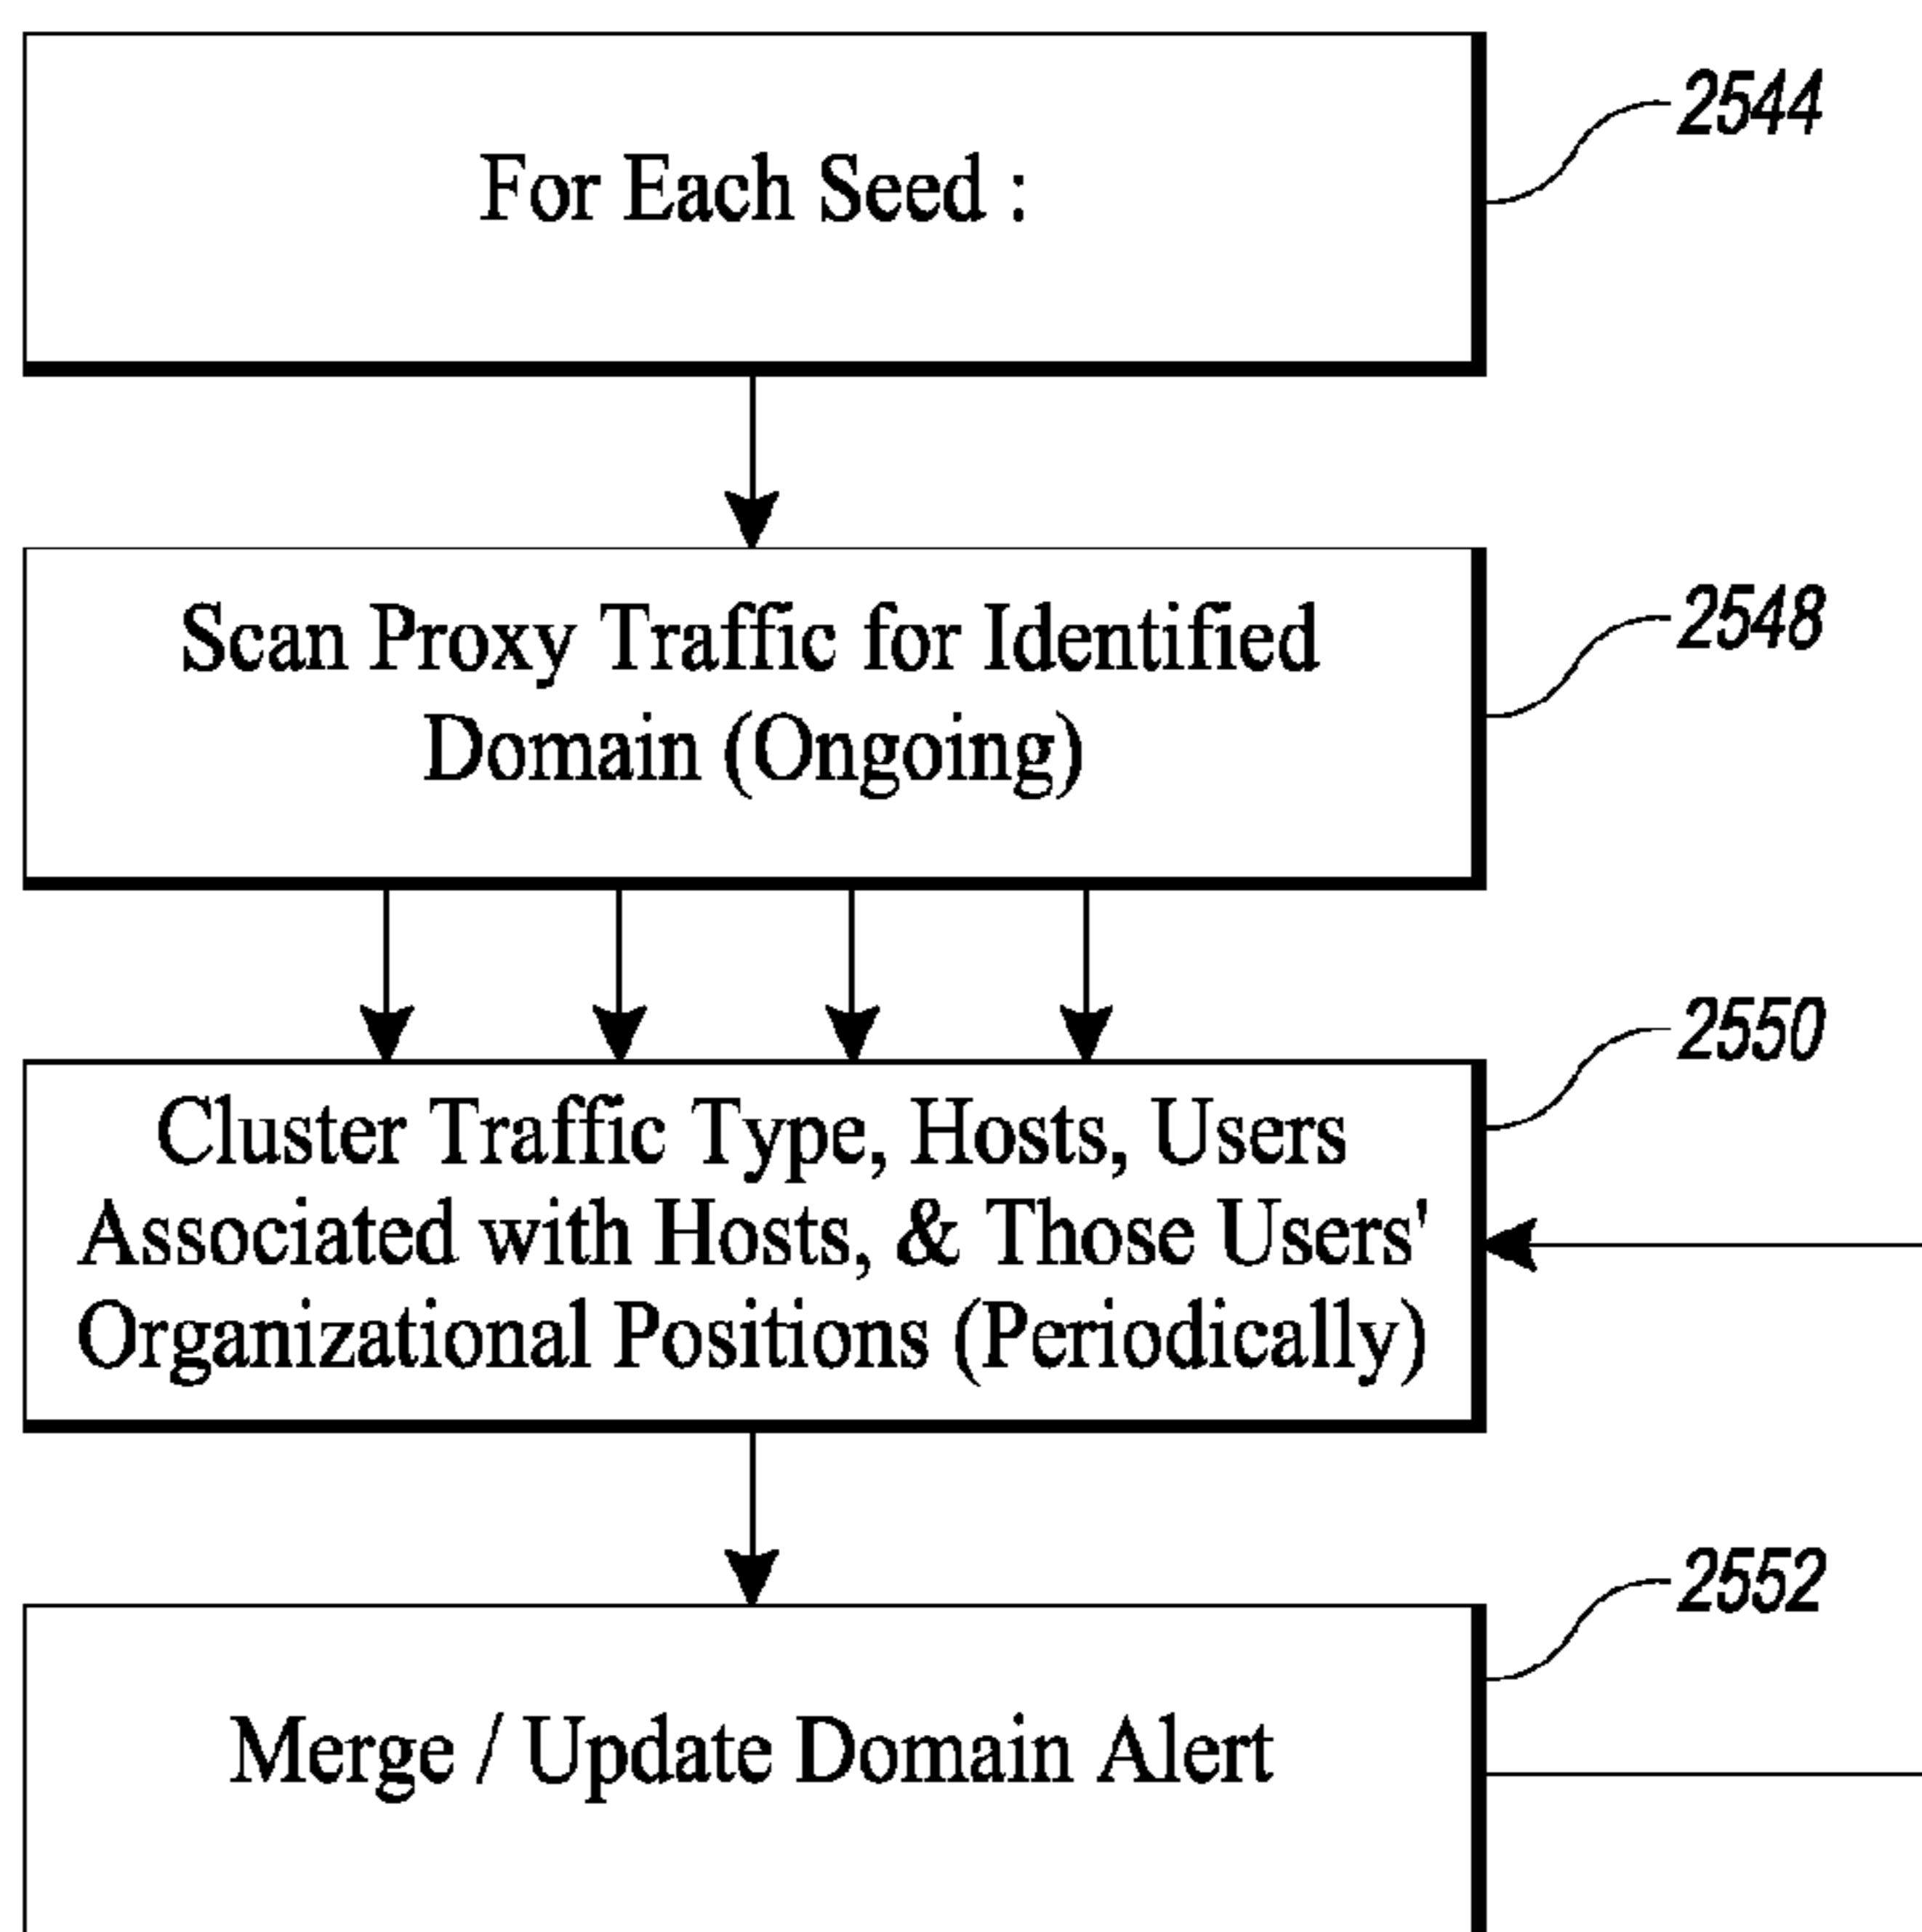 For Each Seed :
2544
Scan Proxy Traffic for Identified
Domain (Ongoing)
2548
Cluster Traffic Type, Hosts, Users
Associated with Hosts, & Those Users'
Organizational Positions (Periodically)
2550
Merge / Update Domain Alert
2552